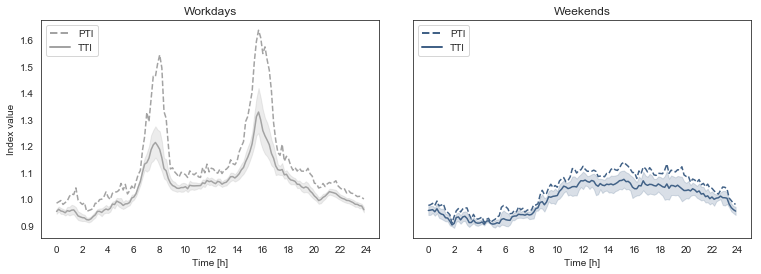 Workdays
Index value
1.6
1.5
1.4
1.3
1.2
1.1
1.0
0.9
PTI
TTI
0 2 4 6 8 10 12 14 16 18 20 22 24
Time [h]
Weekends
PTI
TTI
0 2 4 6 8 10 12 14 16 18 20 22 24
Time [h]